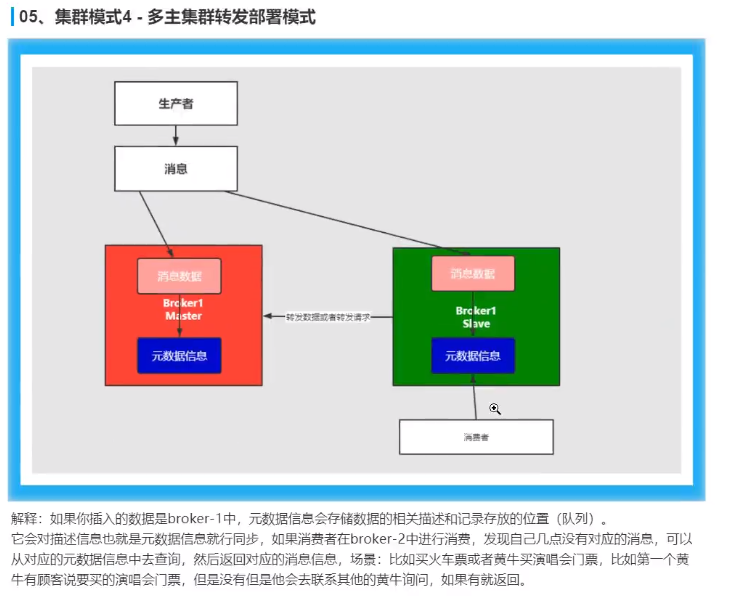 05、集群模式4 - 多主集群转发部署模式
生产者
消息
消息数据
Broker1
Master
元数据信息
转发数据或者转发请求
消息数据
Broker1
Slave
元数据信息
消费者
解释：如果你插入的数据是broker-1中，元数据信息会存储数据的相关描述和记录存放的位置（队列）。
它会对描述信息也就是元数据信息就行同步，如果消费者在broker-2中进行消费，发现自己几点没有对应的消息，可以
从对应的元数据信息中去查询，然后返回对应的消息信息，场景：比如买火车票或者黄牛买演唱会门票，比如第一个黄
牛有顾客说要买的演唱会门票，但是没有但是他会去联系其他的黄牛询问，如果有就返回。